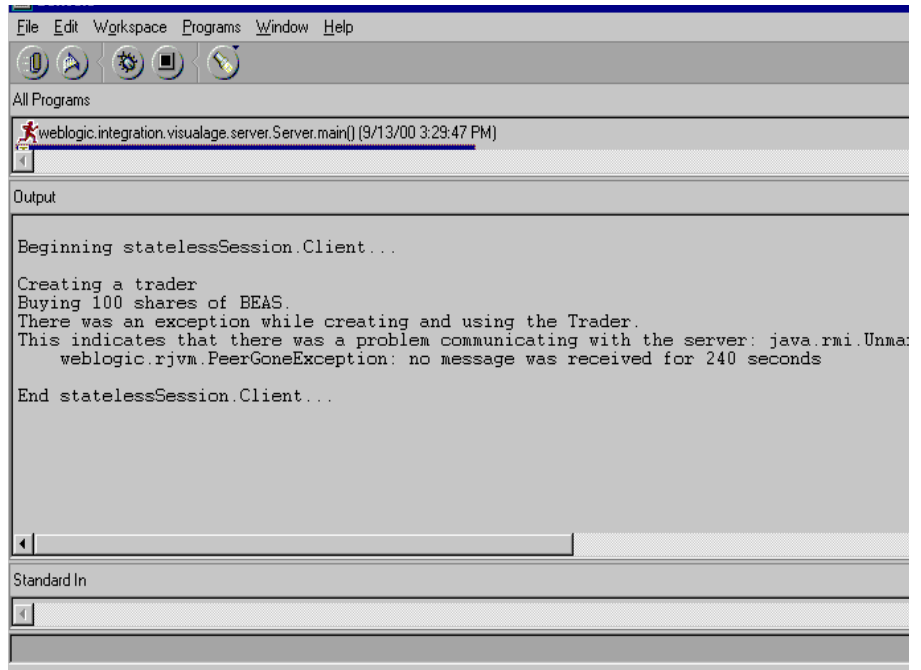 File Edit Workspace Programs Window Help
All Programs
weblogic.integration.visualage.server.Server.main() (9/13/00 3:29:47 PM)
Output
Beginning statelessSession.Client...
Creating a trader
Buying 100 shares of BEAS.
There was an exception while creating and using the Trader.
This indicates that there was a problem communicating with the server: java.rmi.
weblogic.rjvm.PeerGoneException: no message was received for 240 seconds
End statelessSession.Client...
Standard In